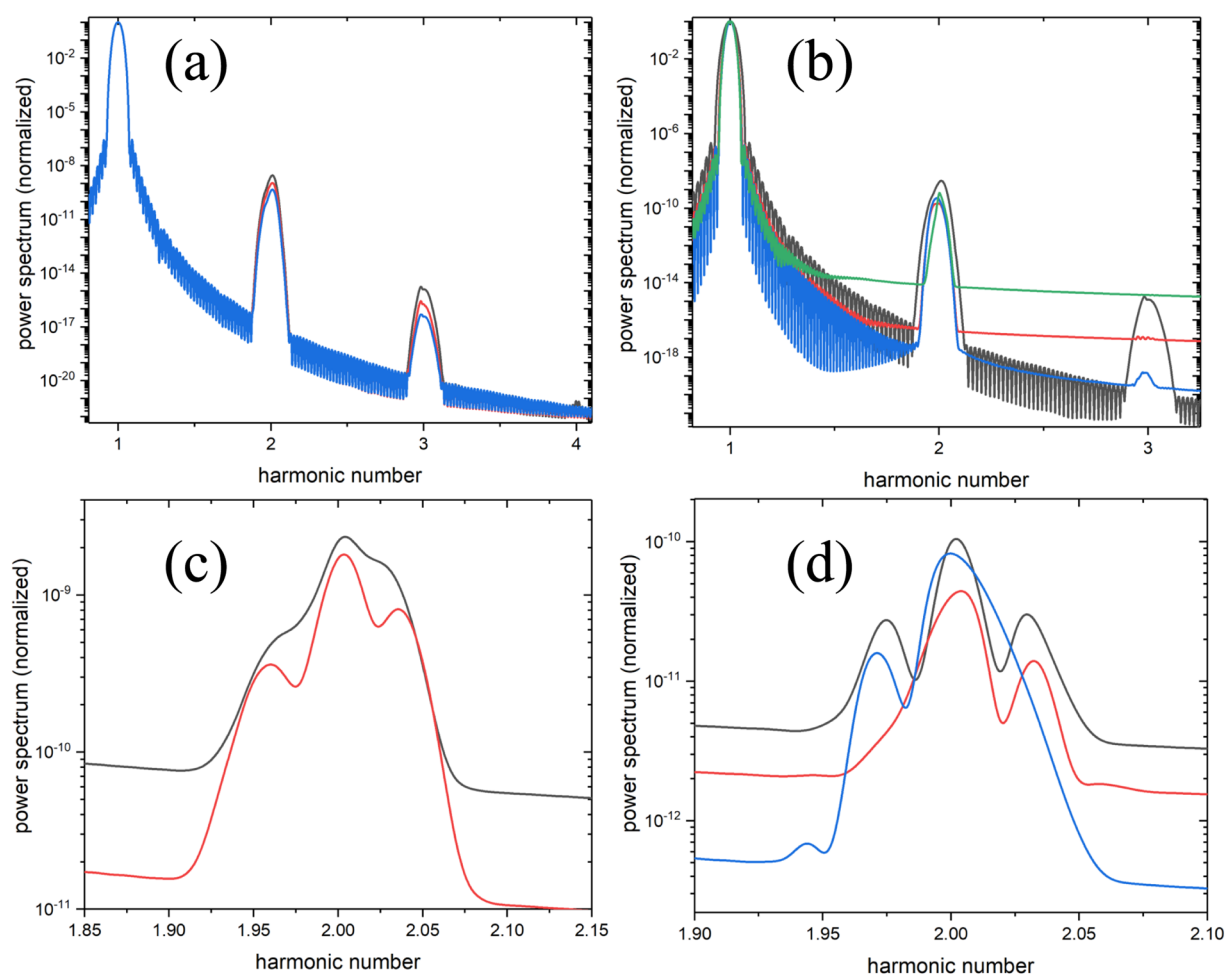 (a)
power spectrum (normalized)
10⁻²
10⁻⁵
10⁻⁸
10⁻¹¹
10⁻¹⁴
10⁻¹⁷
10⁻²⁰
1 2 3 4
harmonic number
(b)
power spectrum (normalized)
10⁻²
10⁻⁶
10⁻¹⁰
10⁻¹⁴
10⁻¹⁸
1 2 3
harmonic number
(c)
power spectrum (normalized)
10⁻⁹
10⁻¹⁰
10⁻¹¹
1.85 1.90 1.95 2.00 2.05 2.10 2.15
harmonic number
(d)
power spectrum (normalized)
10⁻¹⁰
10⁻¹¹
10⁻¹²
1.90 1.95 2.00 2.05 2.10
harmonic number